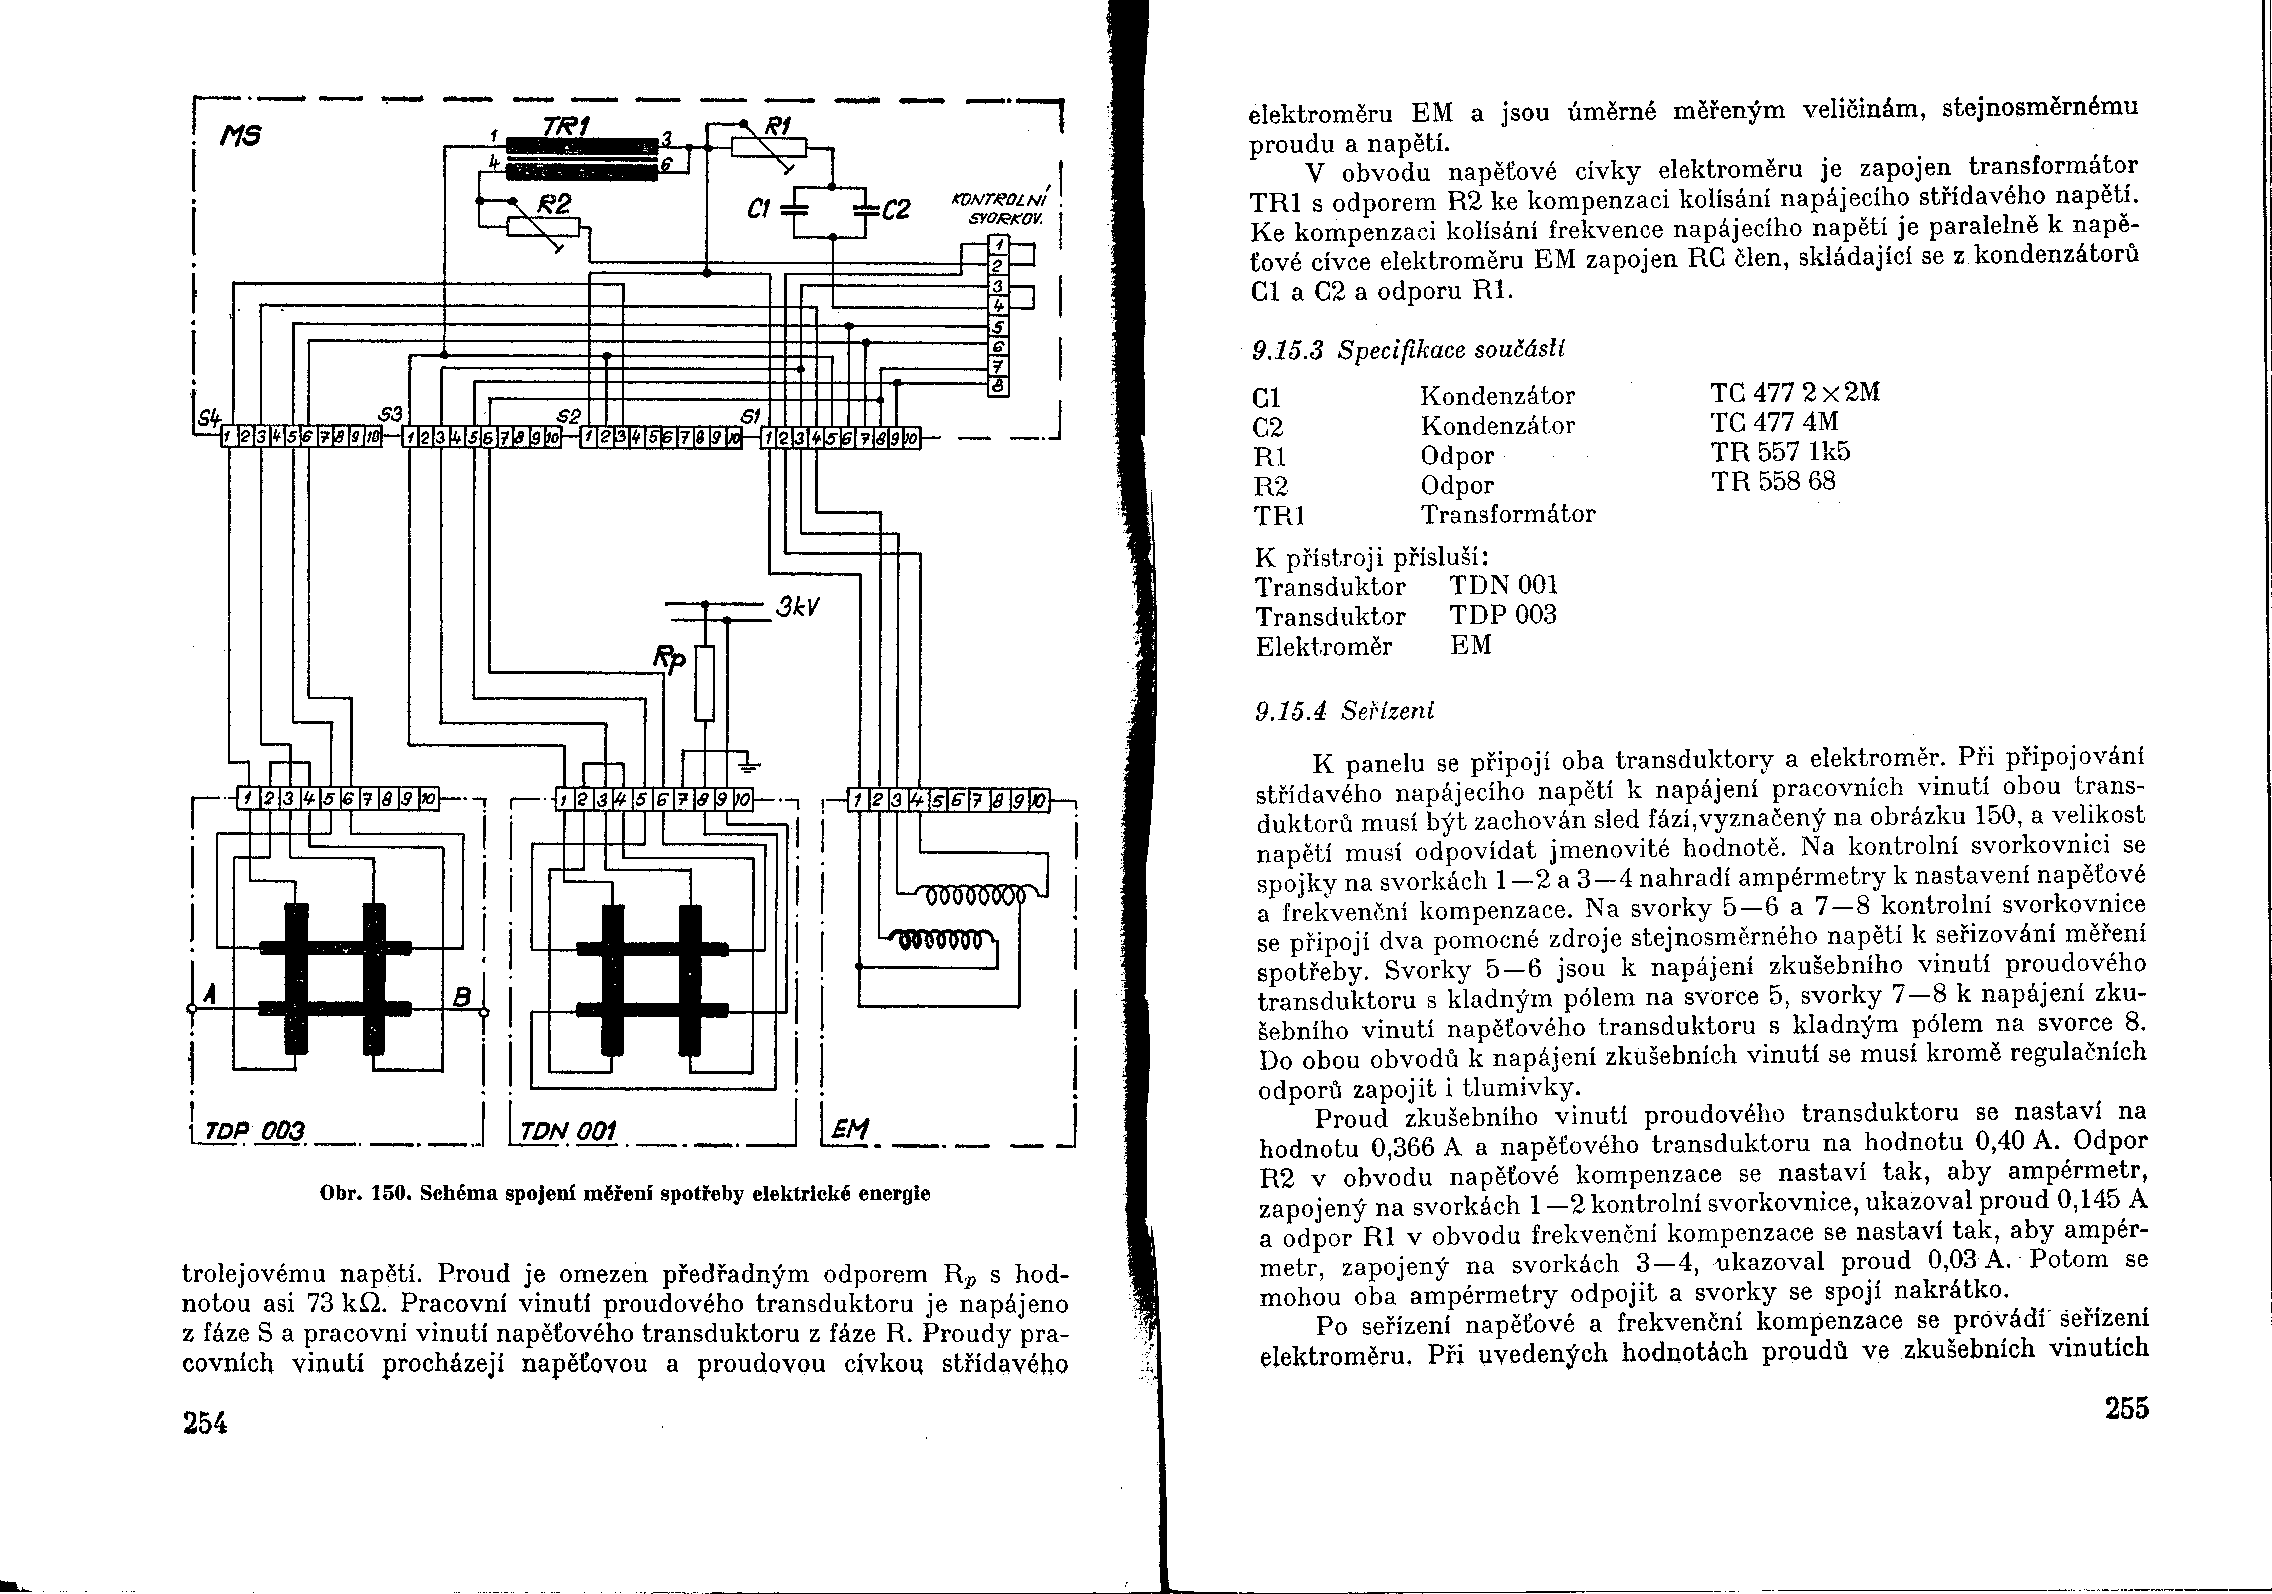 MS
TR1
1
3
4
6
R1
R2
C1
C2
KONTROLNÍ
SVORKOV.
1
2
3
4
5
6
7
8
S4
S3
S2
S1
1 2 3 4 5 6 7 8 9 10
1 2 3 4 5 6 7 8 9 10
1 2 3 4 5 6 7 8 9 10
1 2 3 4 5 6 7 8 9 10
3kV
Rp
1 2 3 4 5 6 7 8 9 10
1 2 3 4 5 6 7 8 9 10
1 2 3 4 5 6 7 8 9 10
A
B
TDP 003
TDN 001
EM
Obr. 150. Schéma spojení měření spotřeby elektrické energie
trolejovému napětí. Proud je omezen předřadným odporem Rp s hod-
notou asi 73 kΩ. Pracovní vinutí proudového transduktoru je napájeno
z fáze S a pracovní vinutí napěťového transduktoru z fáze R. Proudy pra-
covních vinutí procházejí napěťovou a proudovou cívkou střídavého
254
elektroměru EM a jsou úměrné měřeným veličinám, stejnosměrnému
proudu a napětí.
V obvodu napěťové cívky elektroměru je zapojen transformátor
TR1 s odporem R2 ke kompenzaci kolísání napájecího střídavého napětí.
Ke kompenzaci kolísání frekvence napájecího napětí je paralelně k napě-
ťové cívce elektroměru EM zapojen RC člen, skládající se z kondenzátorů
C1 a C2 a odporu R1.
9.15.3 Specifikace součástí
C1 Kondenzátor TC 477 2×2M
C2 Kondenzátor TC 477 4M
R1 Odpor TR 557 1k5
R2 Odpor TR 558 68
TR1 Transformátor
K přístroji přísluší:
Transduktor TDN 001
Transduktor TDP 003
Elektroměr EM
9.15.4 Seřízení
K panelu se připojí oba transduktory a elektroměr. Při připojování
střídavého napájecího napětí k napájení pracovních vinutí obou trans-
duktorů musí být zachován sled fází,vyznačený na obrázku 150, a velikost
napětí musí odpovídat jmenovité hodnotě. Na kontrolní svorkovnici se
spojky na svorkách 1—2 a 3—4 nahradí ampérmetry k nastavení napěťové
a frekvenční kompenzace. Na svorky 5—6 a 7—8 kontrolní svorkovnice
se připojí dva pomocné zdroje stejnosměrného napětí k seřizování měření
spotřeby. Svorky 5—6 jsou k napájení zkušebního vinutí proudového
transduktoru s kladným pólem na svorce 5, svorky 7—8 k napájení zku-
šebního vinutí napěťového transduktoru s kladným pólem na svorce 8.
Do obou obvodů k napájení zkušebních vinutí se musí kromě regulačních
odporů zapojit i tlumivky.
Proud zkušebního vinutí proudového transduktoru se nastaví na
hodnotu 0,366 A a napěťového transduktoru na hodnotu 0,40 A. Odpor
R2 v obvodu napěťové kompenzace se nastaví tak, aby ampérmetr,
zapojený na svorkách 1—2 kontrolní svorkovnice, ukazoval proud 0,145 A
a odpor R1 v obvodu frekvenční kompenzace se nastaví tak, aby ampér-
metr, zapojený na svorkách 3—4, ukazoval proud 0,03 A. Potom se
mohou oba ampérmetry odpojit a svorky se spojí nakrátko.
Po seřízení napěťové a frekvenční kompenzace se provádí seřízení
elektroměru. Při uvedených hodnotách proudů ve zkušebních vinutích
255